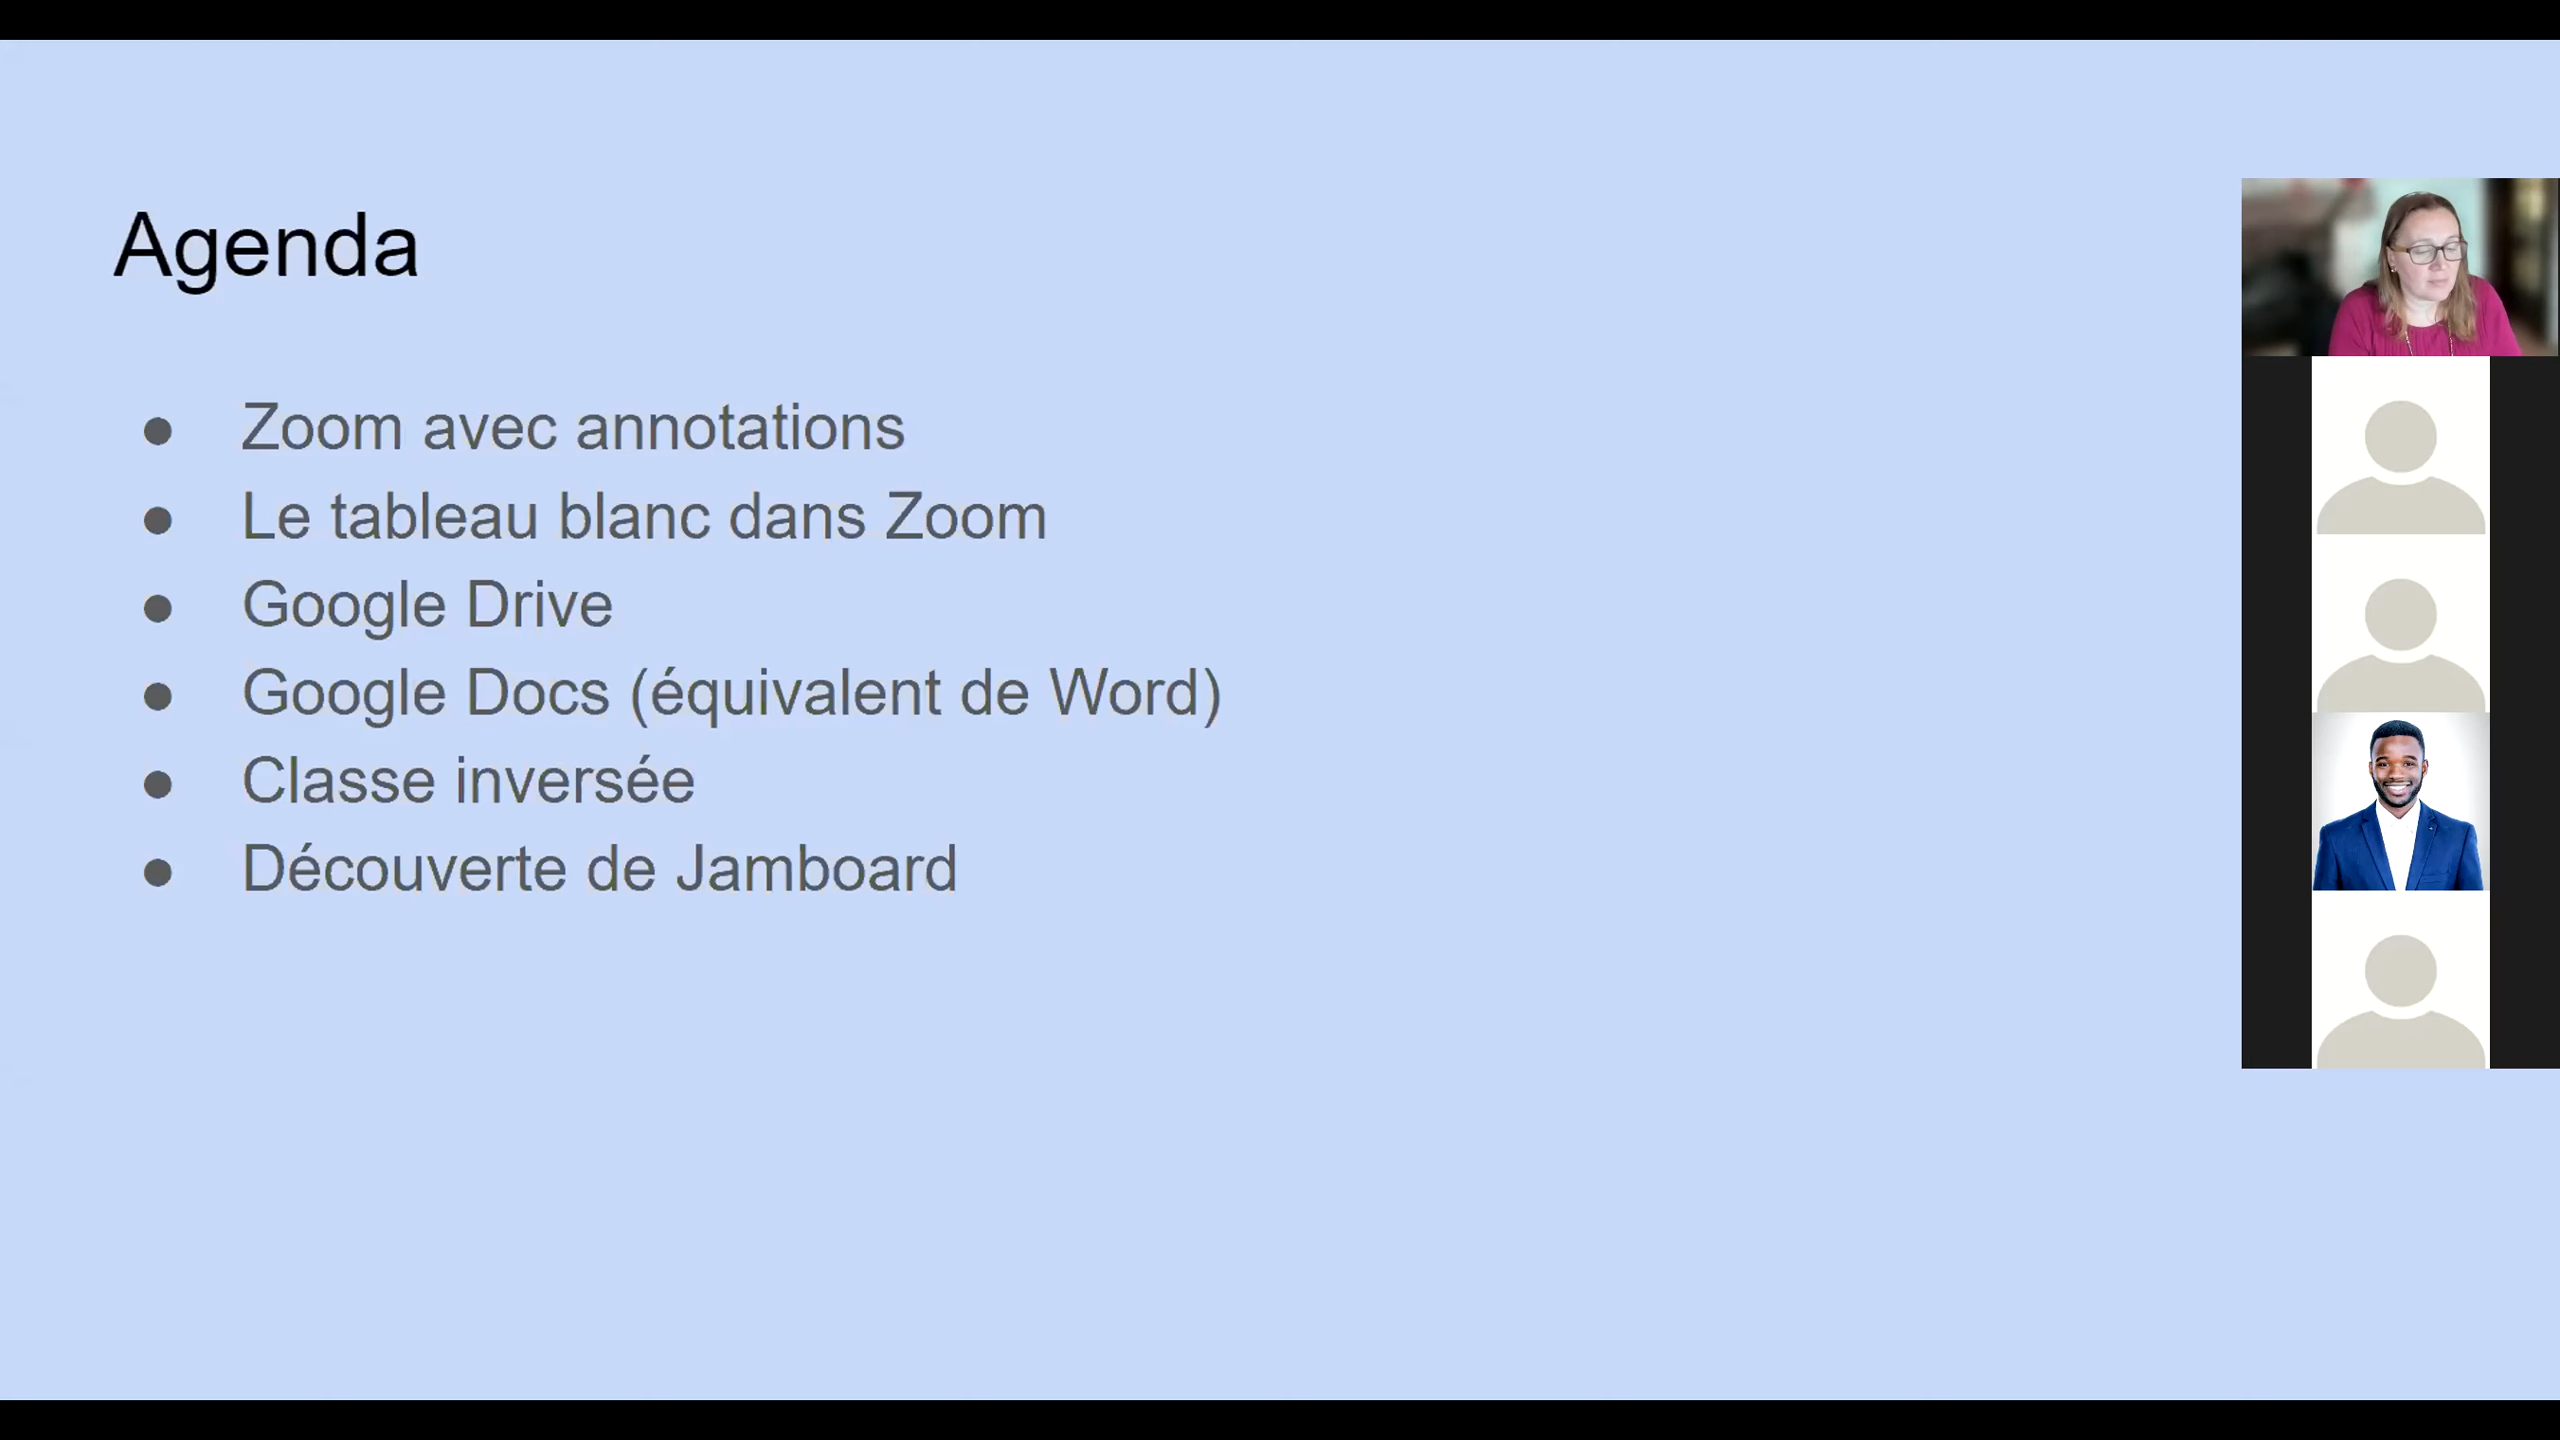 Agenda
● Zoom avec annotations
● Le tableau blanc dans Zoom
● Google Drive
● Google Docs (équivalent de Word)
● Classe inversée
● Découverte de Jamboard